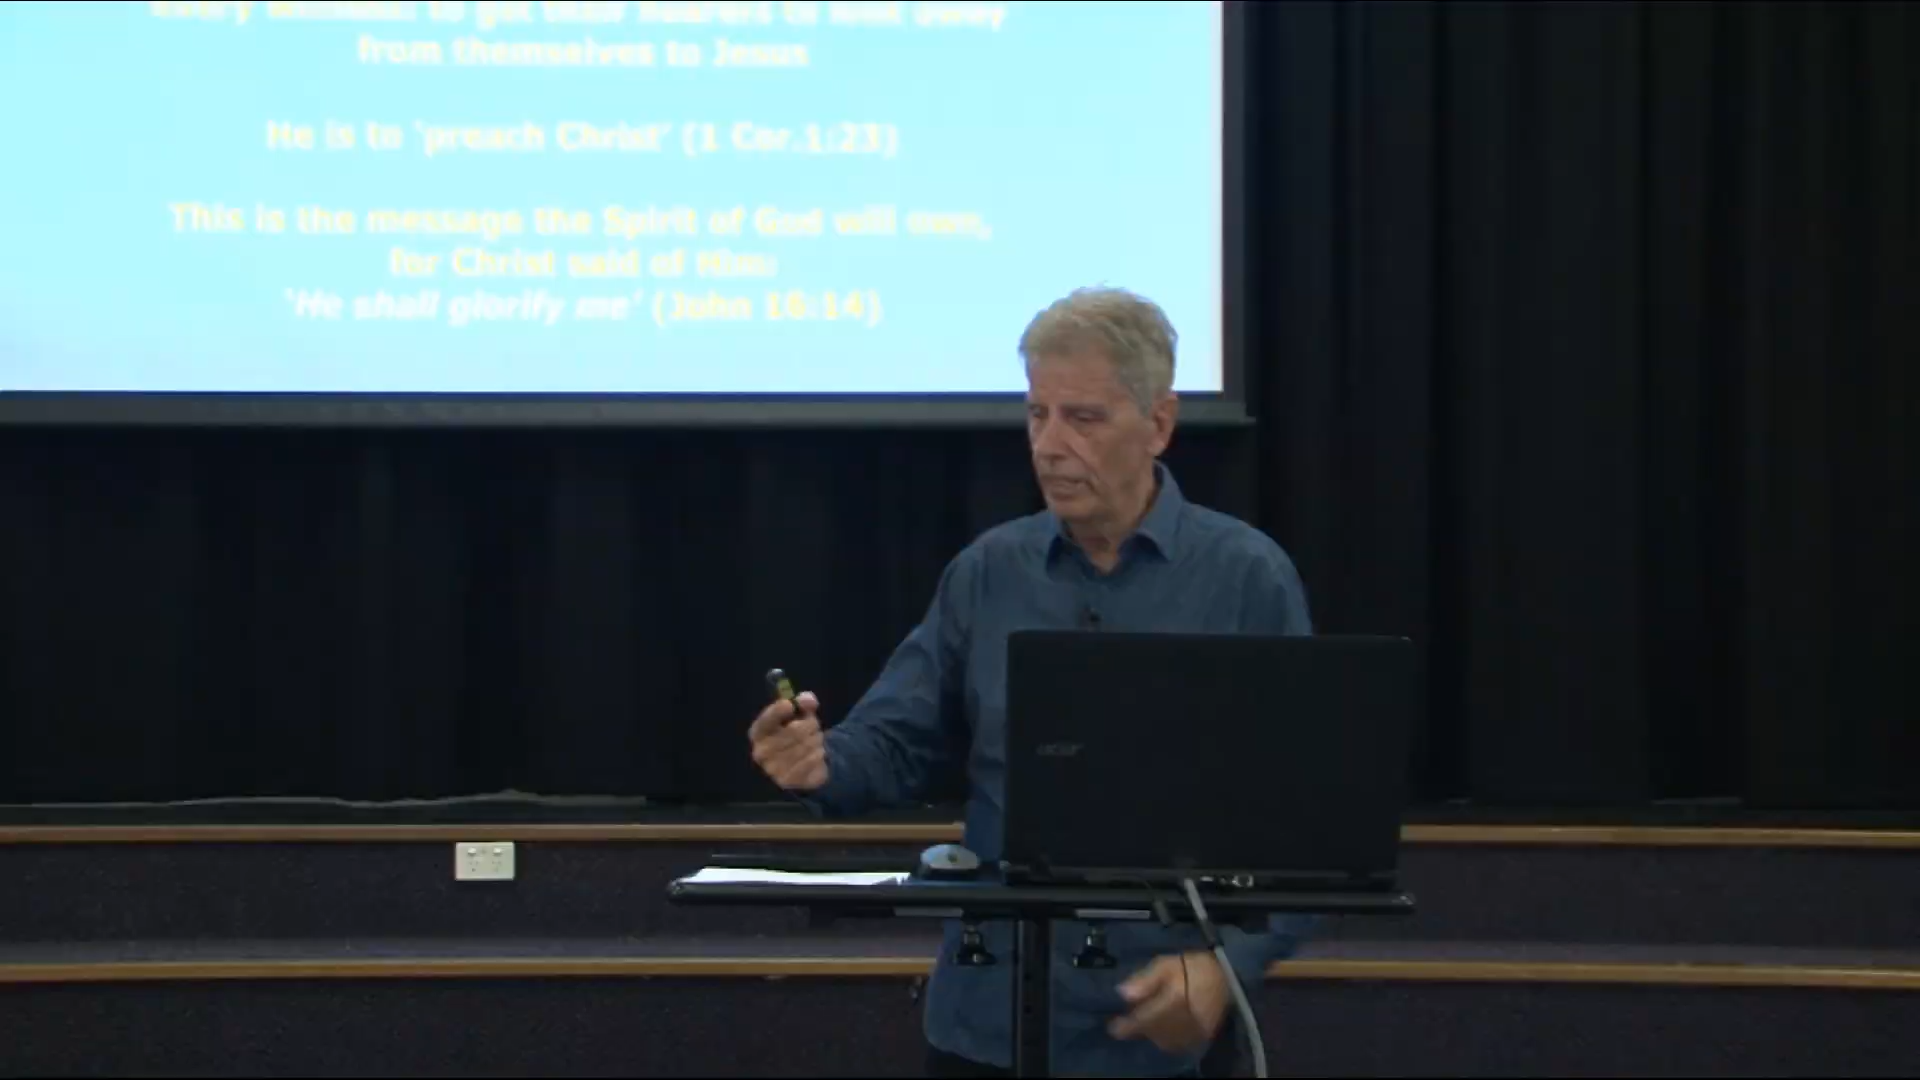 from themselves to Jesus
He is to 'preach Christ' (1 Cor.1:23)
This is the message the Spirit of God will own,
for Christ said of Him:
'He shall glorify me' (John 16:14)
acer